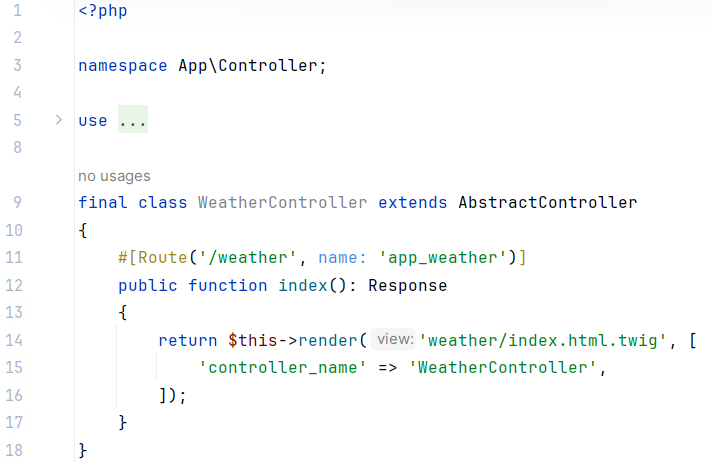 1 <?php
2
3 namespace App\Controller;
4
5 use ...
8
no usages
9 final class WeatherController extends AbstractController
10 {
11 #[Route('/weather', name: 'app_weather')]
12 public function index(): Response
13 {
14 return $this->render( view: 'weather/index.html.twig', [
15 'controller_name' => 'WeatherController',
16 ]);
17 }
18 }